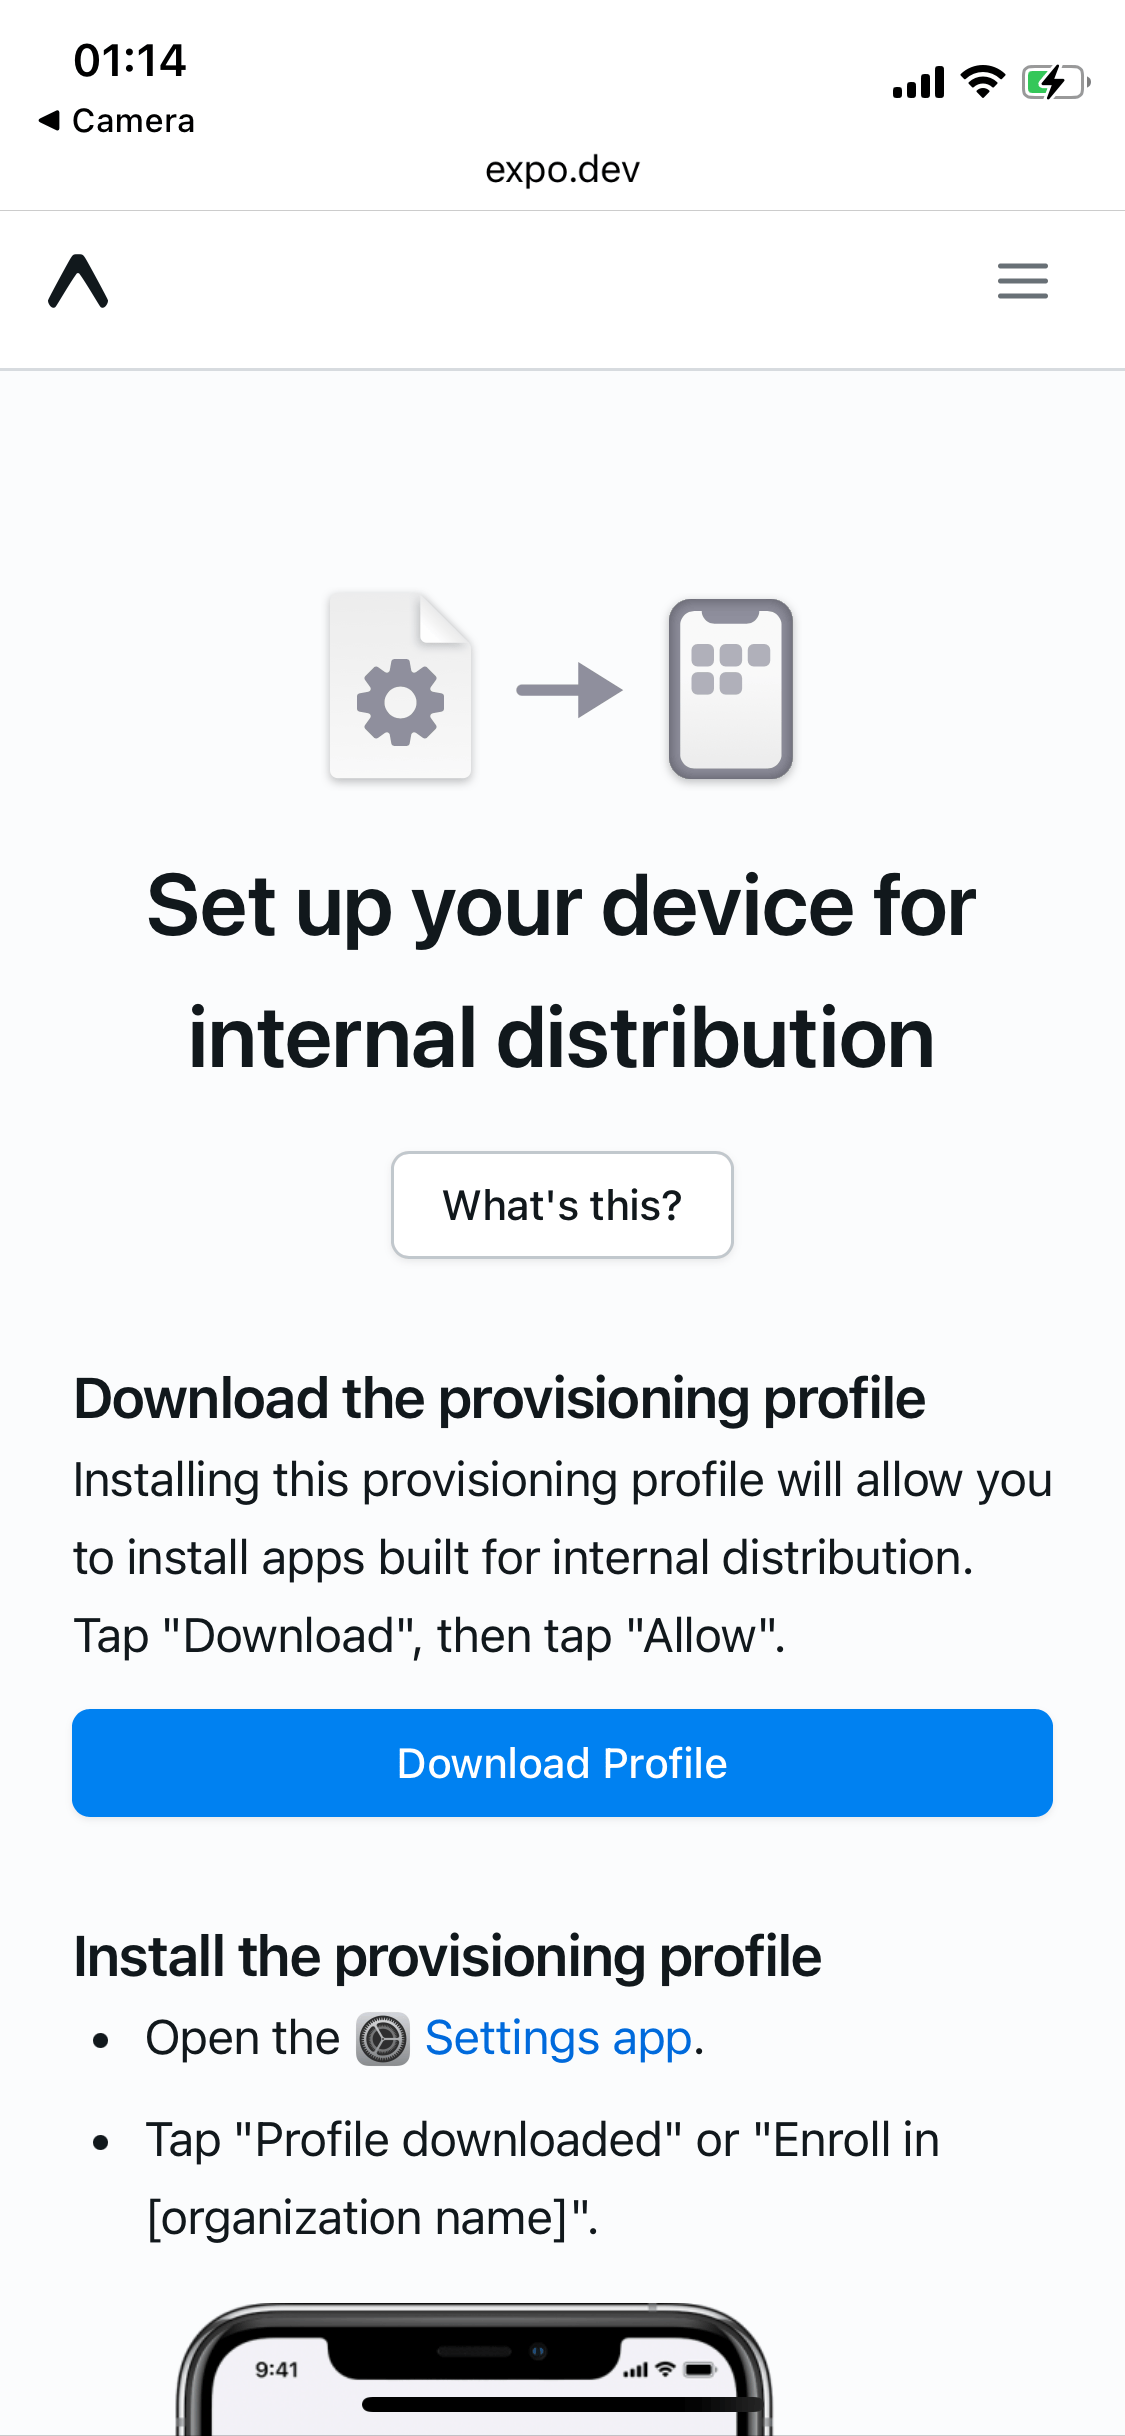 01:14
◀ Camera
expo.dev
Set up your device for
internal distribution
What's this?
Download the provisioning profile
Installing this provisioning profile will allow you
to install apps built for internal distribution.
Tap "Download", then tap "Allow".
Download Profile
Install the provisioning profile
• Open the Settings app.
• Tap "Profile downloaded" or "Enroll in
[organization name]".
9:41